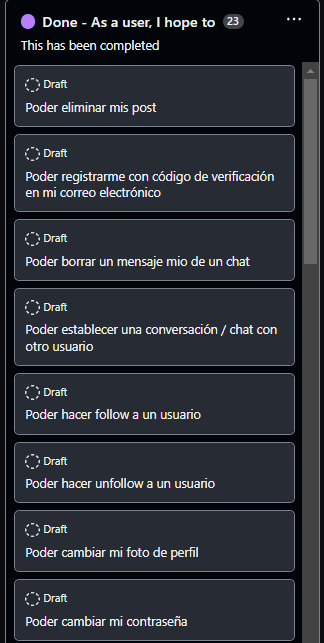 Done - As a user, I hope to 23 ...
This has been completed
Draft
Poder eliminar mis post
Draft
Poder registrarme con código de verificación
en mi correo electrónico
Draft
Poder borrar un mensaje mio de un chat
Draft
Poder establecer una conversación / chat con
otro usuario
Draft
Poder hacer follow a un usuario
Draft
Poder hacer unfollow a un usuario
Draft
Poder cambiar mi foto de perfil
Draft
Poder cambiar mi contraseña